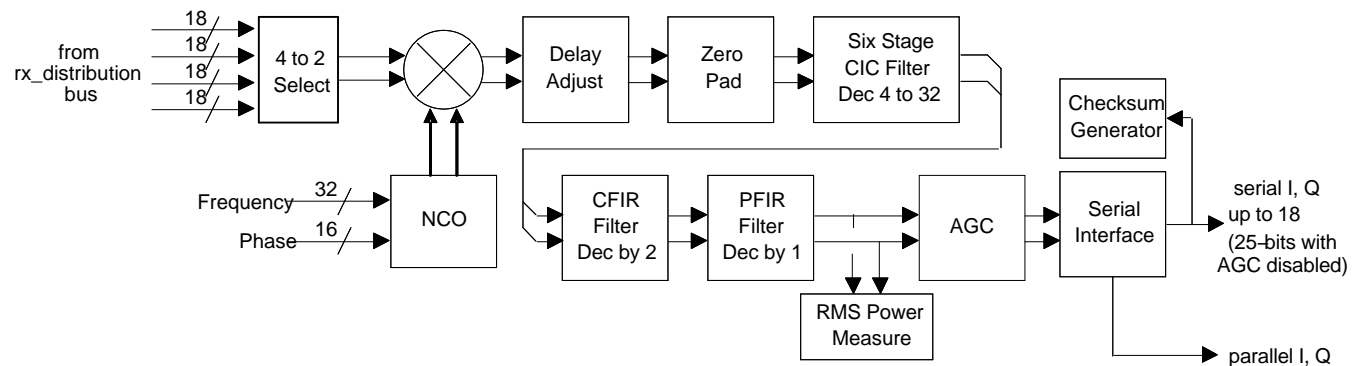 from
rx_distribution
bus
18
18
18
18
4 to 2
Select
Delay
Adjust
Zero
Pad
Six Stage
CIC Filter
Dec 4 to 32
Checksum
Generator
Frequency
32
Phase
16
NCO
CFIR
Filter
Dec by 2
PFIR
Filter
Dec by 1
AGC
Serial
Interface
serial I, Q
up to 18
(25–bits with
AGC disabled)
RMS Power
Measure
parallel I, Q